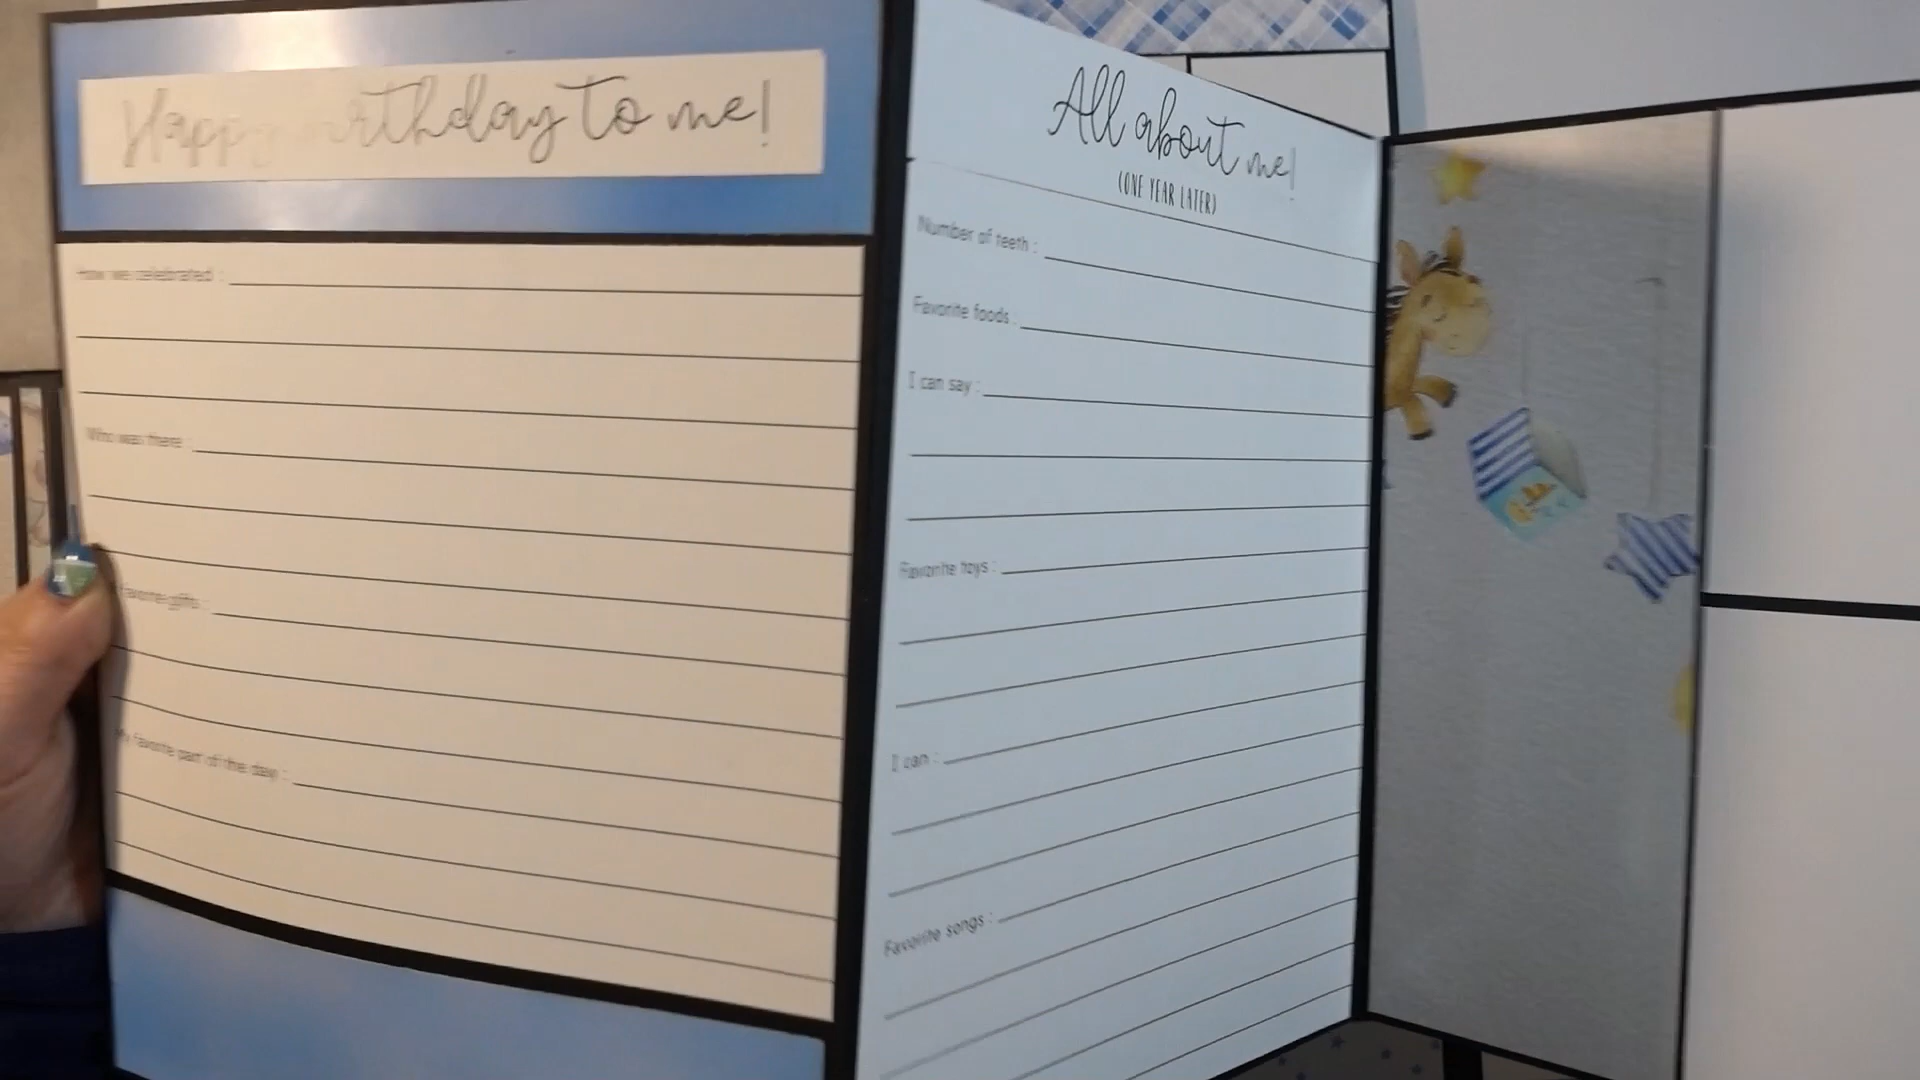 Happy Birthday to me!
How we celebrated :
Who was there :
favorite gifts :
My favorite part of the day :
All about me!
(ONE YEAR LATER)
Number of teeth :
Favorite foods :
I can say :
Favorite toys :
I can :
Favorite songs :